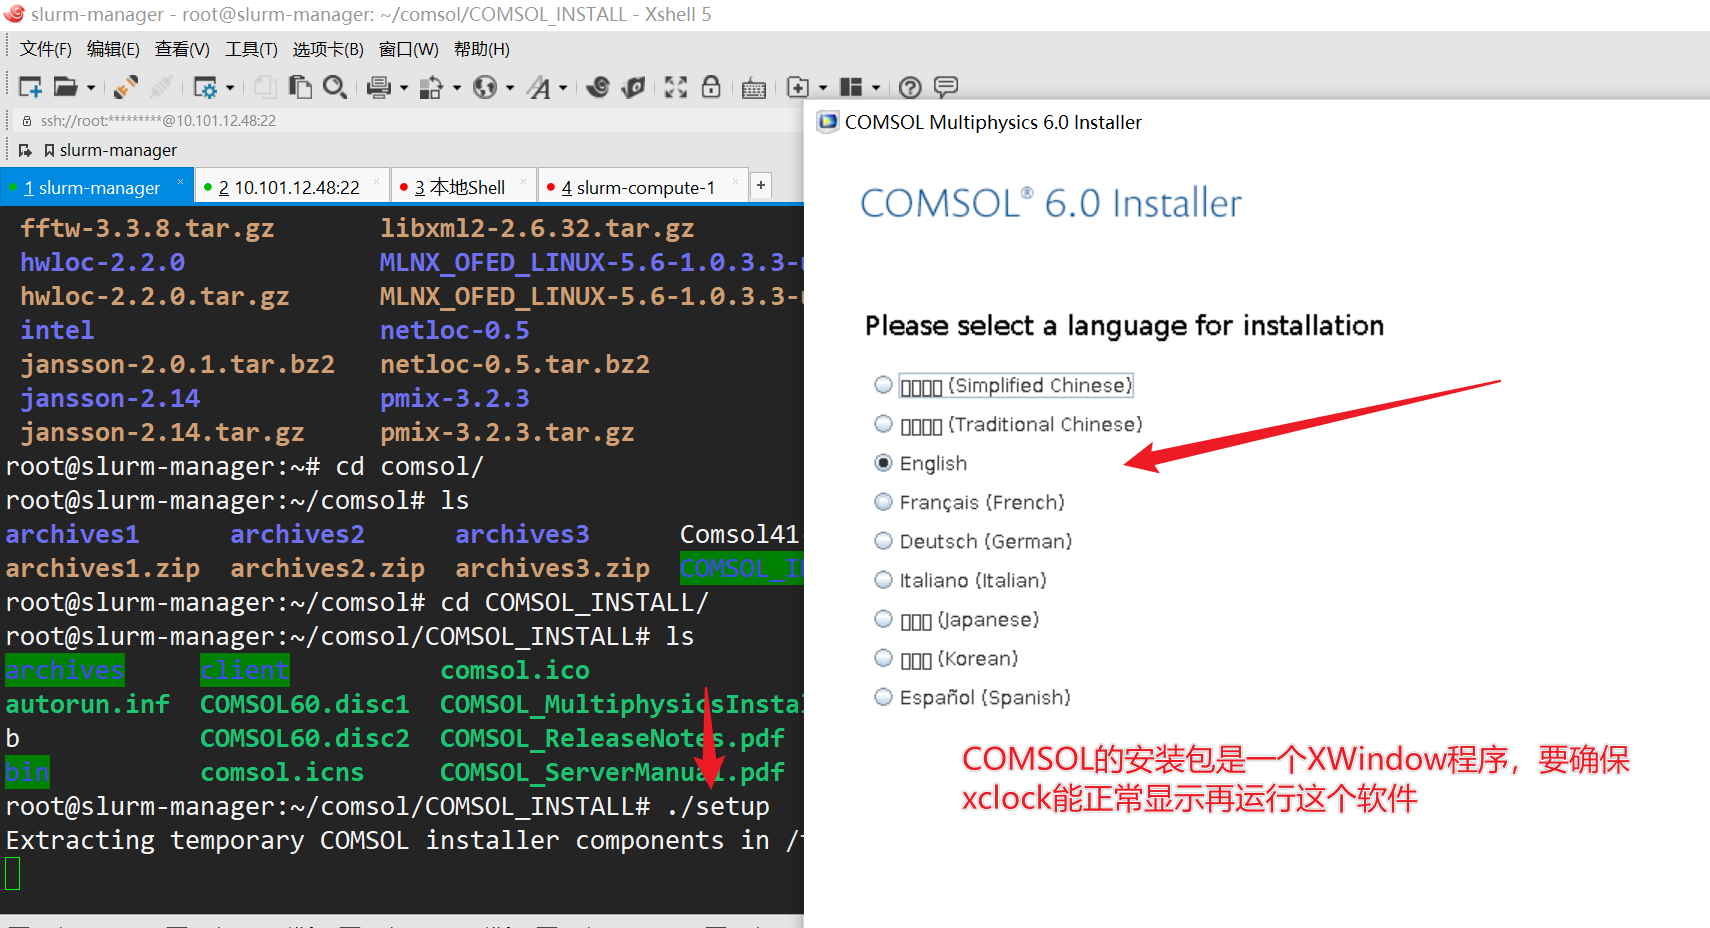 slurm-manager - root@slurm-manager: ~/comsol/COMSOL_INSTALL - Xshell 5
文件(F) 编辑(E) 查看(V) 工具(T) 选项卡(B) 窗口(W) 帮助(H)
ssh://root:*********@10.101.12.48:22
slurm-manager
1 slurm-manager × 2 10.101.12.48:22 × 3 本地Shell × 4 slurm-compute-1 × +
fftw-3.3.8.tar.gz libxml2-2.6.32.tar.gz
hwloc-2.2.0 MLNX_OFED_LINUX-5.6-1.0.3.3-
hwloc-2.2.0.tar.gz MLNX_OFED_LINUX-5.6-1.0.3.3-
intel netloc-0.5
jansson-2.0.1.tar.bz2 netloc-0.5.tar.bz2
jansson-2.14 pmix-3.2.3
jansson-2.14.tar.gz pmix-3.2.3.tar.gz
root@slurm-manager:~# cd comsol/
root@slurm-manager:~/comsol# ls
archives1 archives2 archives3 Comsol41
archives1.zip archives2.zip archives3.zip COMSOL_I
root@slurm-manager:~/comsol# cd COMSOL_INSTALL/
root@slurm-manager:~/comsol/COMSOL_INSTALL# ls
archives client comsol.ico
autorun.inf COMSOL60.disc1 COMSOL_MultiphysicsInstal
b COMSOL60.disc2 COMSOL_ReleaseNotes.pdf
bin comsol.icns COMSOL_ServerManual.pdf
root@slurm-manager:~/comsol/COMSOL_INSTALL# ./setup
Extracting temporary COMSOL installer components in /
COMSOL Multiphysics 6.0 Installer
COMSOL® 6.0 Installer
Please select a language for installation
(Simplified Chinese)
(Traditional Chinese)
English
Français (French)
Deutsch (German)
Italiano (Italian)
(Japanese)
(Korean)
Español (Spanish)
COMSOL的安装包是一个XWindow程序，要确保
xclock能正常显示再运行这个软件